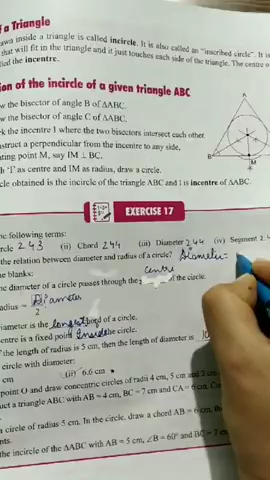 of a Triangle
awn inside a triangle is called incircle. It is also called an "inscribed circle". It is
that will fit in the triangle and it just touches each side of the triangle. The centre o
lled the incentre.
ion of the incircle of a given triangle ABC
w the bisector of angle B of ΔABC.
w the bisector of angle C of ΔABC.
rk the incentre I where the two bisectors intersect each other.
nstruct a perpendicular from the incentre to any side,
ating point M, say IM ⊥ BC.
h 'I' as centre and IM as radius, draw a circle.
cle obtained is the incircle of the triangle ABC and I is incentre of ΔABC.
A
B
M
EXERCISE 17
he following terms:
rcle 243 (ii) Chord 244 (iii) Diameter 244 (iv) Segment 2.4
the relation between diameter and radius of a circle? Diameter =
he blanks:
he diameter of a circle passes through the centre of the circle.
adius = Diameter
2
iameter is the longest chord of a circle.
centre is a fixed point Inside the circle.
f the length of radius is 5 cm, then the length of diameter is 10
circle with diameter:
cm (ii) 6.6 cm
point O and draw concentric circles of radii 4 cm, 5 cm and
uct a triangle ABC with AB = 4 cm, BC = 7 cm and CA = 6 cm.
a circle of radius 5 cm. In the circle, draw a chord AB = 6 cm,
nts.
the incircle of the ΔABC with AB = 5 cm, ∠B = 60° and BC = 7